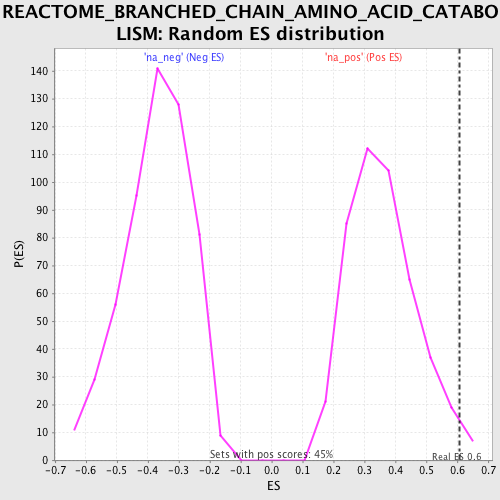 REACTOME_BRANCHED_CHAIN_AMINO_ACID_CATABO
LISM: Random ES distribution
'na_neg' (Neg ES)
'na_pos' (Pos ES)
140
130
120
110
100
90
80
70
60
50
40
30
20
10
0
P(ES)
Sets with pos scores: 45%
Real ES 0.6
-0.7 -0.6 -0.5 -0.4 -0.3 -0.2 -0.1 0.0 0.1 0.2 0.3 0.4 0.5 0.6 0.7
ES